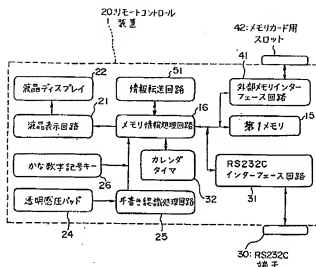 20:リモートコントロール
装置
42:メモリカード用
スロット
22
液晶ディスプレイ
51
情報転送回路
41
外部メモリインター
フェース回路
21
液晶表示回路
16
メモリ情報処理回路
第1メモリ
15
かな数字記号キー
26
カレンダ
タイマ
32
RS232C
インターフェース回路
31
透明感圧パッド
24
手書き認識処理回路
25
30:RS232C
端子